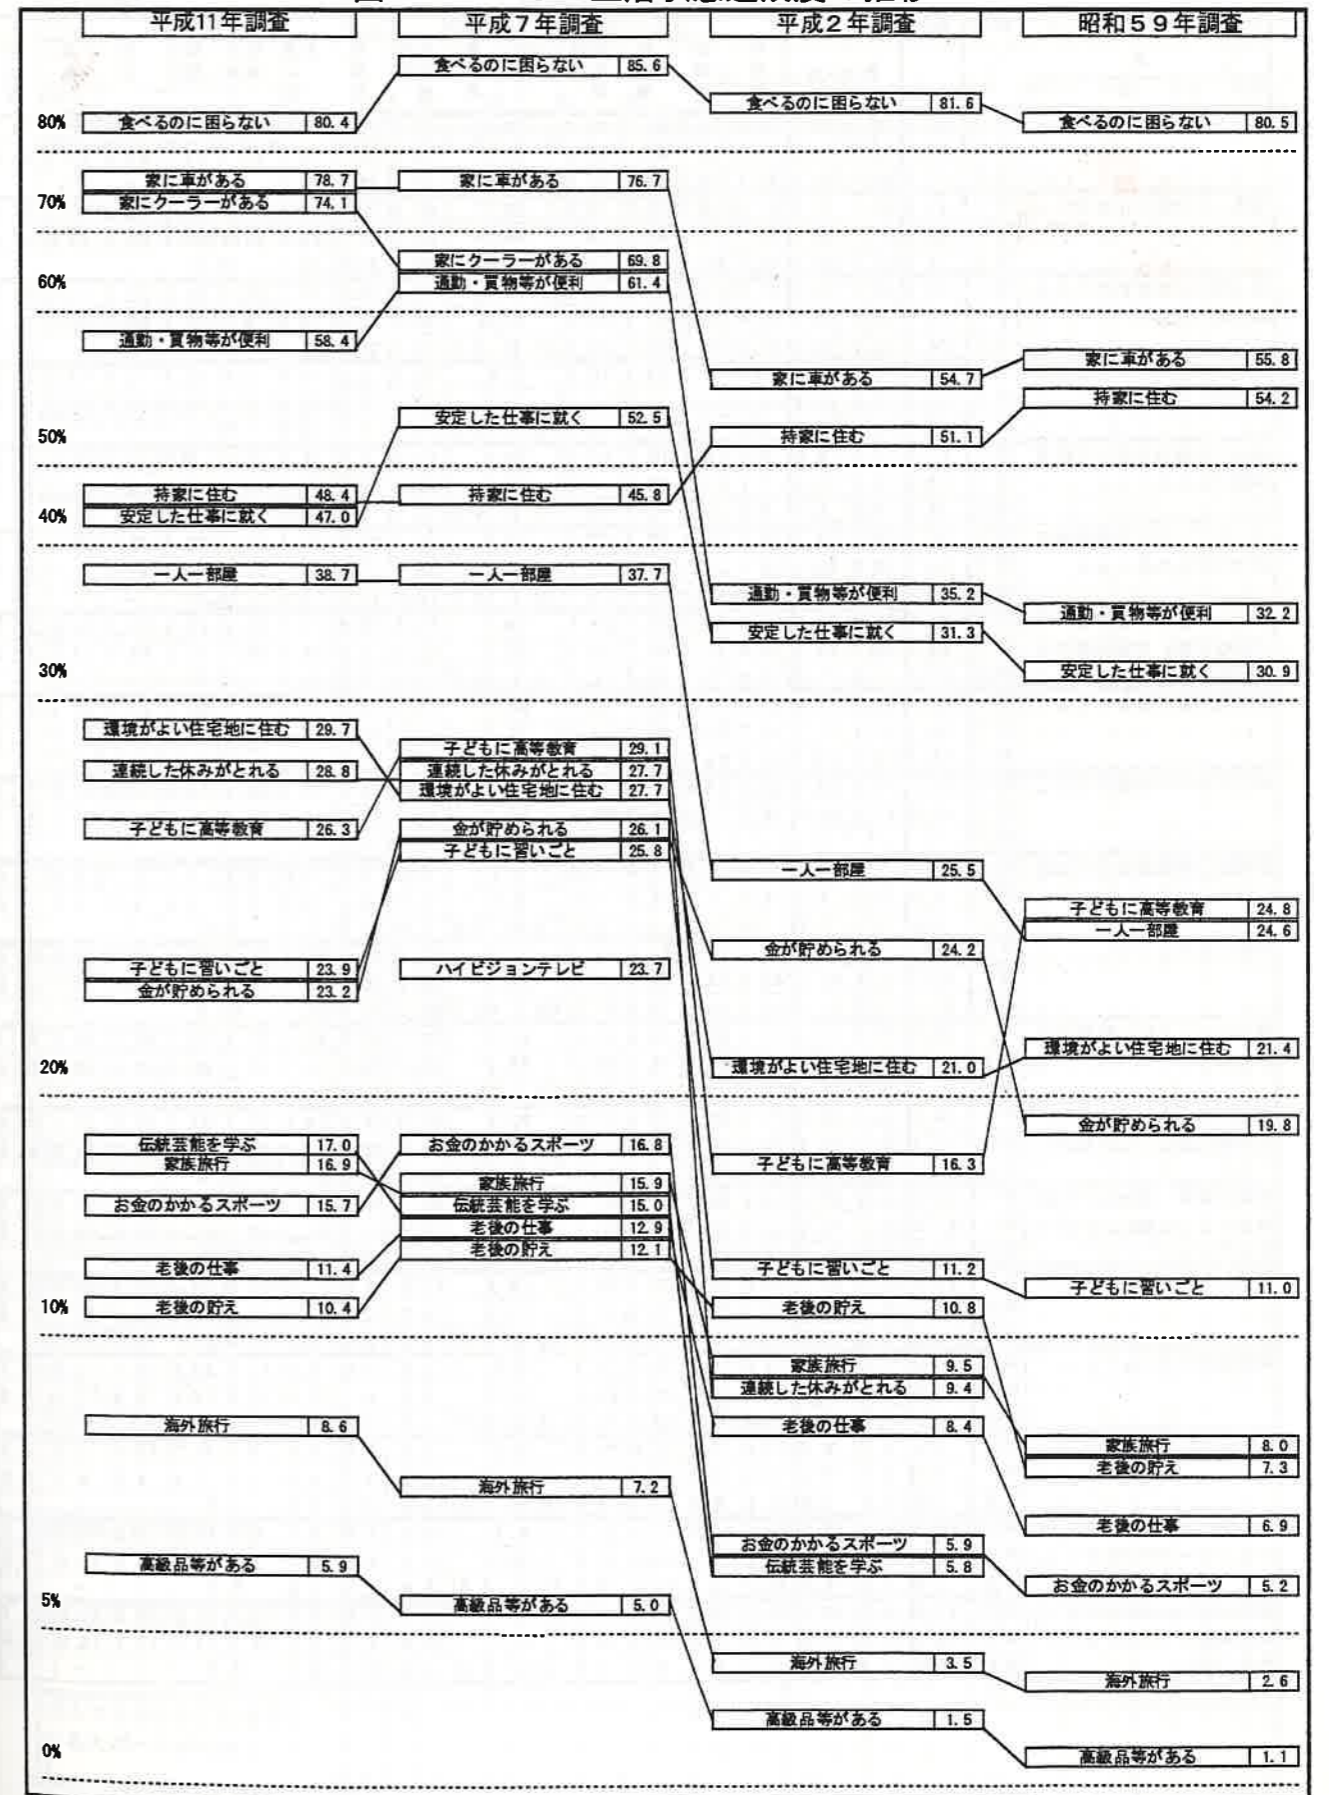 平成11年調査
平成7年調査
平成2年調査
昭和59年調査
食べるのに困らない 85.6
食べるのに困らない 81.6
80% 食べるのに困らない 80.4
食べるのに困らない 80.5
家に車がある 78.7
家に車がある 76.7
70% 家にクーラーがある 74.1
家にクーラーがある 69.8
60% 通勤・買物等が便利 61.4
通勤・買物等が便利 58.4
家に車がある 55.8
家に車がある 54.7
持家に住む 54.2
安定した仕事に就く 52.5
50% 持家に住む 51.1
持家に住む 48.4
持家に住む 45.8
40% 安定した仕事に就く 47.0
一人一部屋 38.7
一人一部屋 37.7
通勤・買物等が便利 35.2
通勤・買物等が便利 32.2
安定した仕事に就く 31.3
30% 安定した仕事に就く 30.9
環境がよい住宅地に住む 29.7
子どもに高等教育 29.1
連続した休みがとれる 28.8
連続した休みがとれる 27.7
環境がよい住宅地に住む 27.7
子どもに高等教育 26.3
金が貯められる 26.1
子どもに習いごと 25.8
一人一部屋 25.5
子どもに高等教育 24.8
一人一部屋 24.6
金が貯められる 24.2
子どもに習いごと 23.9
ハイビジョンテレビ 23.7
金が貯められる 23.2
環境がよい住宅地に住む 21.4
20% 環境がよい住宅地に住む 21.0
金が貯められる 19.8
伝統芸能を学ぶ 17.0
お金のかかるスポーツ 16.8
家族旅行 16.9
子どもに高等教育 16.3
家族旅行 15.9
お金のかかるスポーツ 15.7
伝統芸能を学ぶ 15.0
老後の仕事 12.9
老後の貯え 12.1
老後の仕事 11.4
子どもに習いごと 11.2
子どもに習いごと 11.0
10% 老後の貯え 10.4
老後の貯え 10.8
家族旅行 9.5
連続した休みがとれる 9.4
海外旅行 8.6
老後の仕事 8.4
家族旅行 8.0
老後の貯え 7.3
海外旅行 7.2
老後の仕事 6.9
お金のかかるスポーツ 5.9
高級品等がある 5.9
伝統芸能を学ぶ 5.8
お金のかかるスポーツ 5.2
5% 高級品等がある 5.0
海外旅行 3.5
海外旅行 2.6
高級品等がある 1.5
0% 高級品等がある 1.1